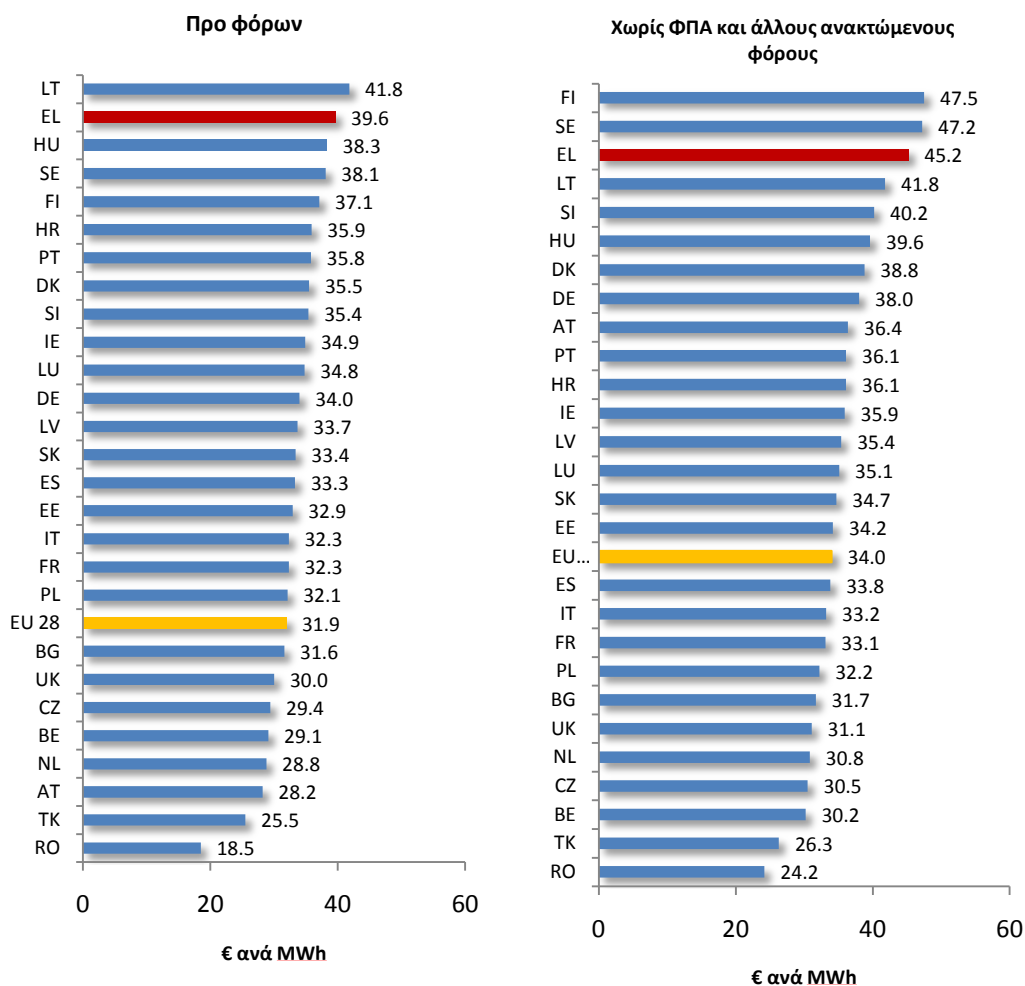 Προ φόρων
LT 41.8
EL 39.6
HU 38.3
SE 38.1
FI 37.1
HR 35.9
PT 35.8
DK 35.5
SI 35.4
IE 34.9
LU 34.8
DE 34.0
LV 33.7
SK 33.4
ES 33.3
EE 32.9
IT 32.3
FR 32.3
PL 32.1
EU 28 31.9
BG 31.6
UK 30.0
CZ 29.4
BE 29.1
NL 28.8
AT 28.2
TK 25.5
RO 18.5
0 20 40 60
€ ανά MWh
Χωρίς ΦΠΑ και άλλους ανακτώμενους
φόρους
FI 47.5
SE 47.2
EL 45.2
LT 41.8
SI 40.2
HU 39.6
DK 38.8
DE 38.0
AT 36.4
PT 36.1
HR 36.1
IE 35.9
LV 35.4
LU 35.1
SK 34.7
EE 34.2
EU... 34.0
ES 33.8
IT 33.2
FR 33.1
PL 32.2
BG 31.7
UK 31.1
NL 30.8
CZ 30.5
BE 30.2
TK 26.3
RO 24.2
0 20 40 60
€ ανά MWh